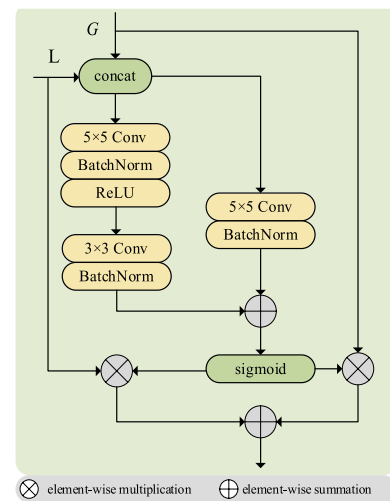 G
L
concat
5×5 Conv
BatchNorm
ReLU
5×5 Conv
BatchNorm
3×3 Conv
BatchNorm
sigmoid
element-wise multiplication
element-wise summation